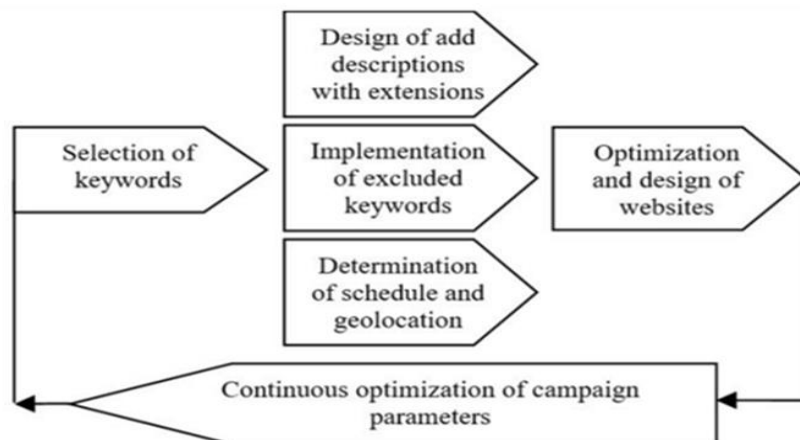 Selection of
keywords
Design of add
descriptions
with extensions
Implementation
of excluded
keywords
Determination
of schedule and
geolocation
Optimization
and design of
websites
Continuous optimization of campaign
parameters